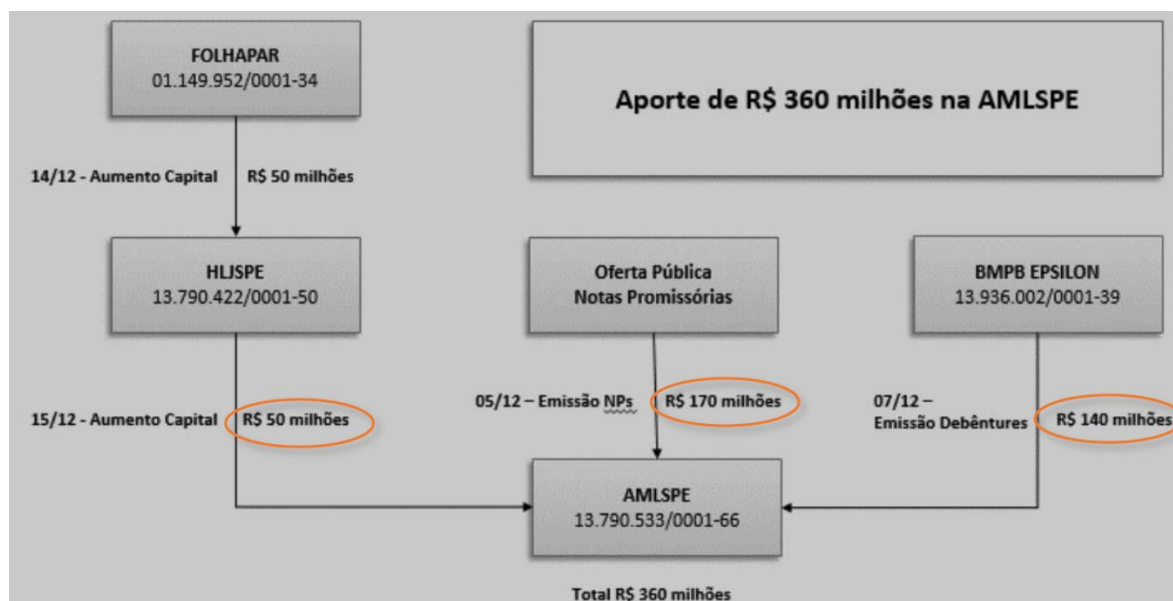 FOLHAPAR
01.149.952/0001-34
Aporte de R$ 360 milhões na AMLSPE
14/12 - Aumento Capital
R$ 50 milhões
HLJSPE
13.790.422/0001-50
Oferta Pública
Notas Promissórias
BMPB EPSILON
13.936.002/0001-39
15/12 - Aumento Capital
R$ 50 milhões
05/12 – Emissão NPs
R$ 170 milhões
07/12 –
Emissão Debêntures
R$ 140 milhões
AMLSPE
13.790.533/0001-66
Total R$ 360 milhões